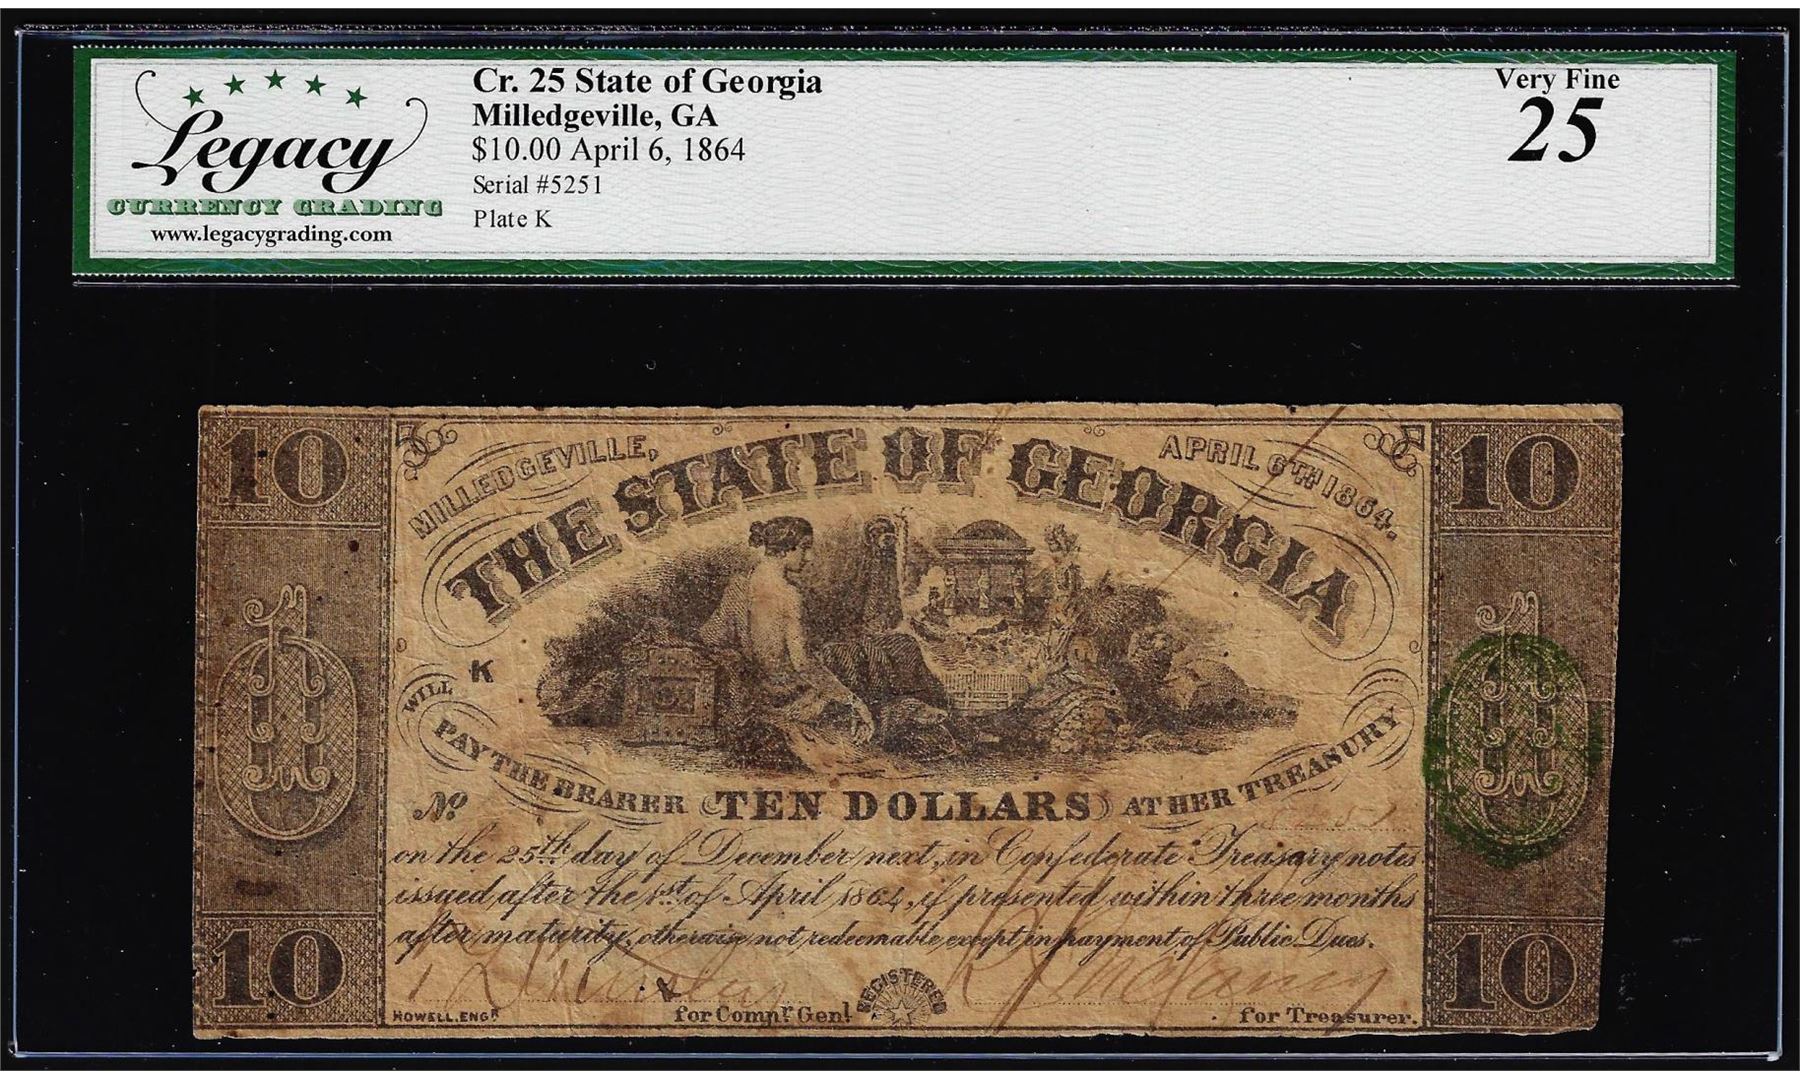 Legacy
CURRENCY GRADING
www.legacygrading.com
Cr. 25 State of Georgia
Milledgeville, GA
$10.00 April 6, 1864
Serial #5251
Plate K
Very Fine
25
10
10
MILLEDGEVILLE,
APRIL 6TH 1864.
THE STATE OF GEORGIA
K
WILL
PAY THE BEARER TEN DOLLARS AT HER TREASURY
No
5251
on the 25th day of December next, in Confederate Treasury notes
issued after the 1st of April 1864, if presented within three months
after maturity, otherwise not redeemable except in payment of Public Dues.
10
10
HOWELL. ENGR
for Compr. Genl.
REGISTERED
for Treasurer.